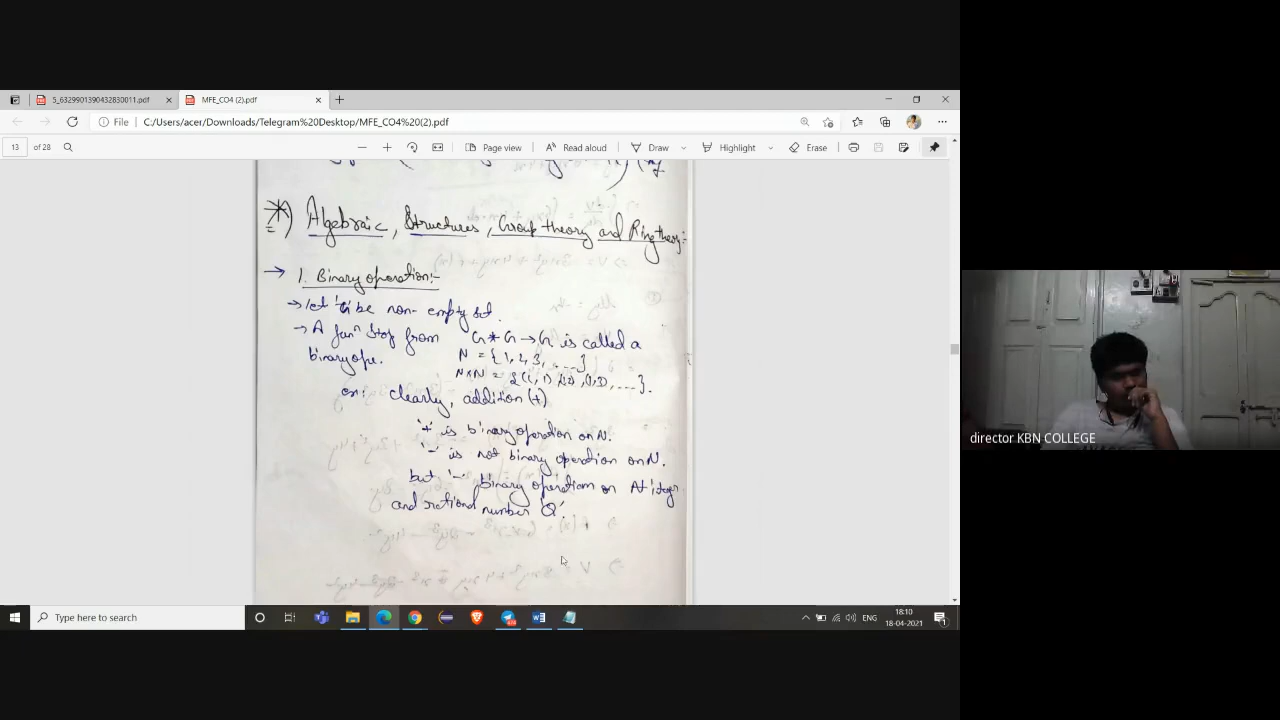 5_6329901390432830011.pdf
MFE_CO4 (2).pdf
File
C:/Users/acer/Downloads/Telegram%20Desktop/MFE_CO4%20(2).pdf
13 of 28
Page view
Read aloud
Draw
Highlight
Erase
*) Algebraic, Structures, Group theory and Ring theory:-
→ 1. Binary operation:-
→ let 'G' be non-empty set.
→ A from G * G → G is called a
binary ope.
N = {1, 2, 3, ....}
N×N =
ex: clearly, addition (+)
'+' is binary operation on N.
'-' is not binary operation on N.
but '-' binary operation on
and rational number 'Q'.
director KBN COLLEGE
Type here to search
ENG
18:10
18-04-2021